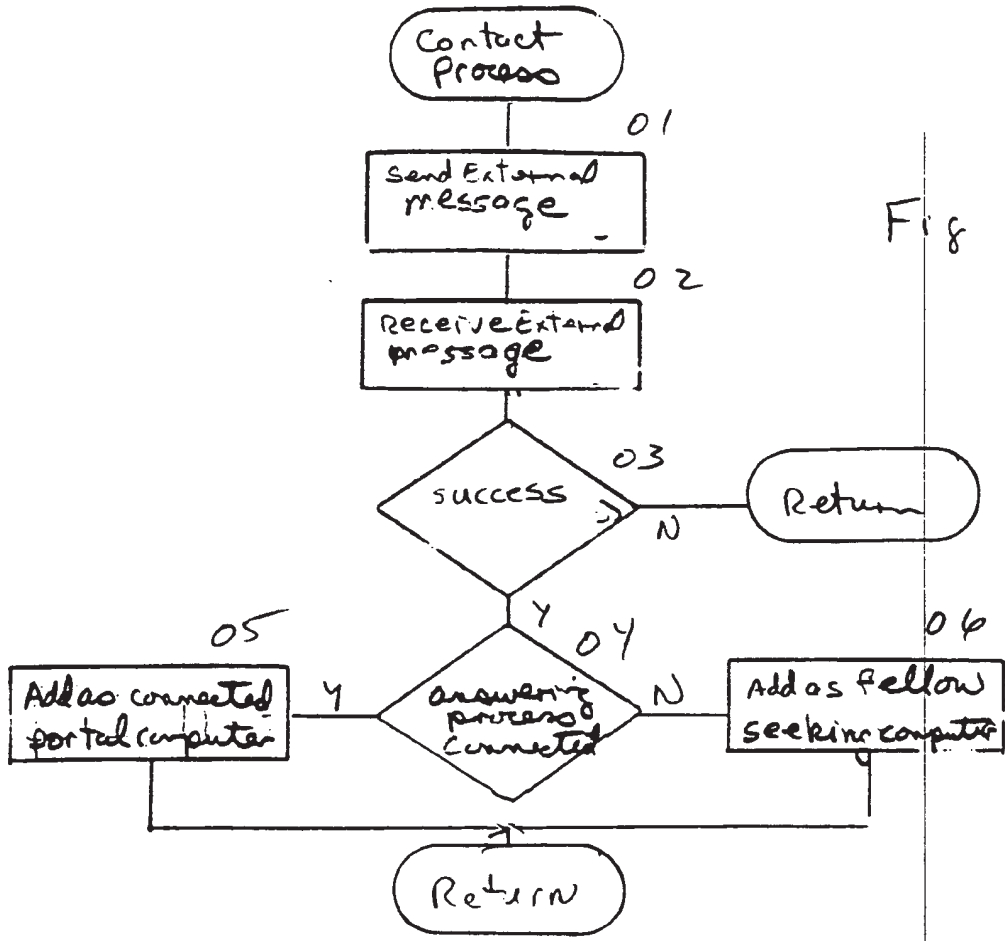 Contact
Process
01
Send External
message
Fig
02
Receive External
message
03
success
N
Return
Y
05
04
06
Add as connected
portal computer
Y
answering
process
connected
N
Add as fellow
seeking computer
Return